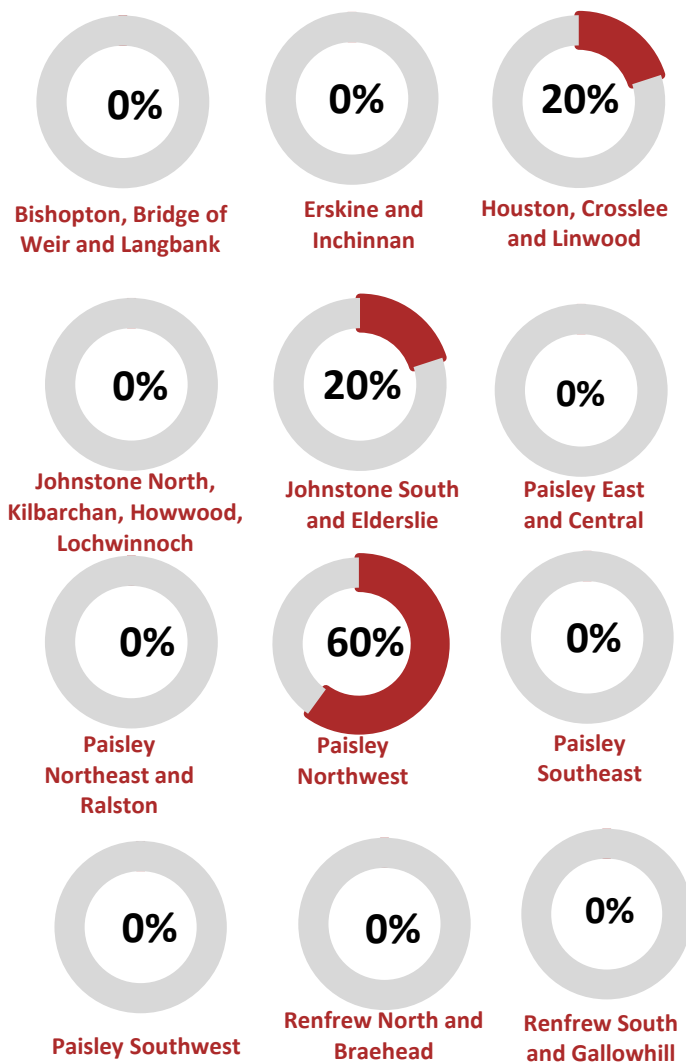 0%
Bishopton, Bridge of
Weir and Langbank
0%
Erskine and
Inchinnan
20%
Houston, Crosslee
and Linwood
0%
Johnstone North,
Kilbarchan, Howwood,
Lochwinnoch
20%
Johnstone South
and Elderslie
0%
Paisley East
and Central
0%
Paisley
Northeast and
Ralston
60%
Paisley
Northwest
0%
Paisley
Southeast
0%
Paisley Southwest
0%
Renfrew North and
Braehead
0%
Renfrew South
and Gallowhill